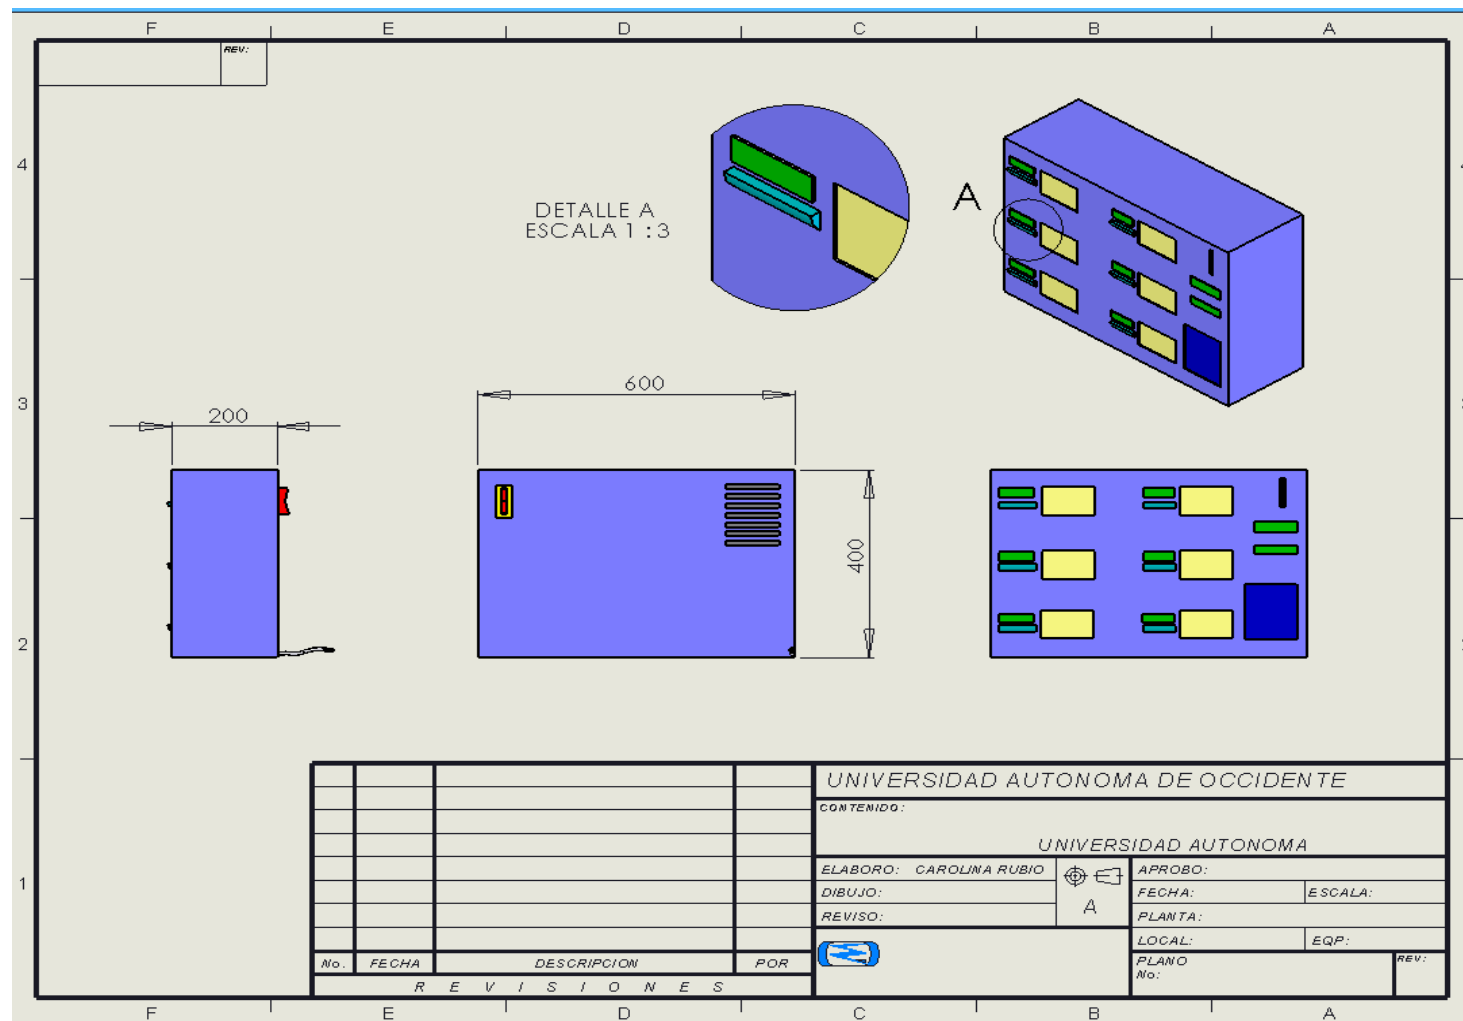 F E D C B A
REV:
4
DETALLE A
ESCALA 1 : 3
A
600
200
3
400
2
UNIVERSIDAD AUTONOMA DE OCCIDENTE
CONTENIDO:
UNIVERSIDAD AUTONOMA
ELABORO: CAROLINA RUBIO
APROBO:
1
DIBUJO:
FECHA: ESCALA:
A
REVISO:
PLANTA:
LOCAL: EQP:
No. FECHA DESCRIPCION POR
PLANO
No:
REV:
REVISIONES
F E D C B A